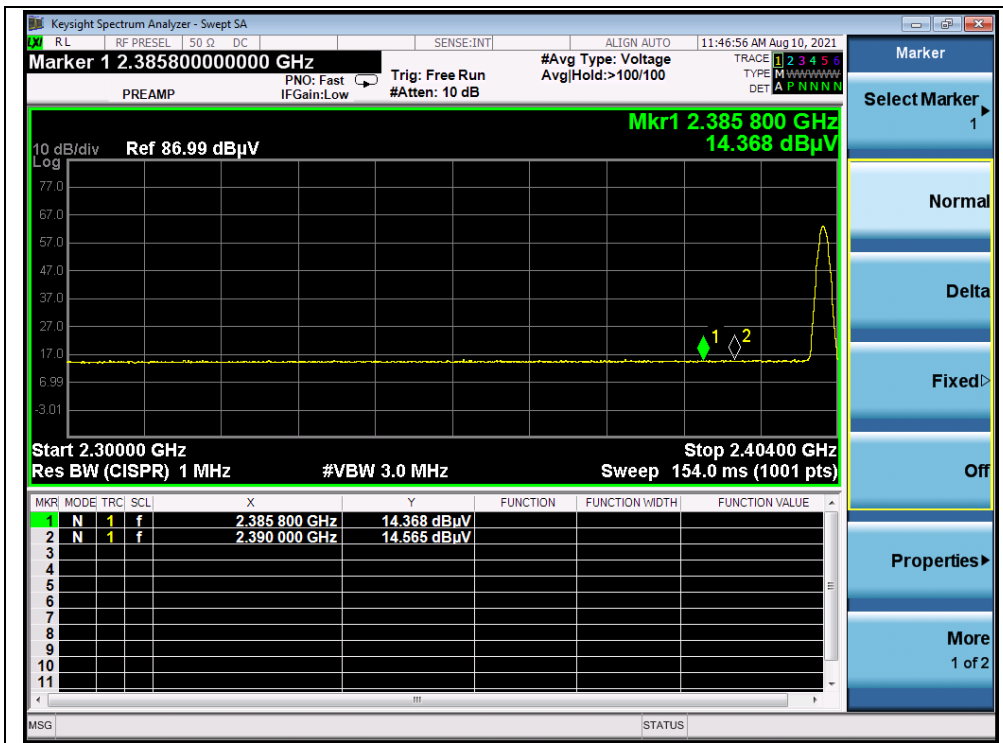 Keysight Spectrum Analyzer - Swept SA
LXI RL RF PRESEL 50 Ω DC SENSE:INT ALIGN AUTO 11:46:56 AM Aug 10, 2021
Marker 1 2.385800000000 GHz
PREAMP
PNO: Fast
IFGain:Low
Trig: Free Run
#Atten: 10 dB
#Avg Type: Voltage
Avg|Hold:>100/100
TRACE 1 2 3 4 5 6
TYPE M WWWWW
DET A P N N N N
Mkr1 2.385 800 GHz
14.368 dBµV
10 dB/div Ref 86.99 dBµV
Log
77.0
67.0
57.0
47.0
37.0
27.0
17.0
6.99
-3.01
1
2
Start 2.30000 GHz Stop 2.40400 GHz
Res BW (CISPR) 1 MHz #VBW 3.0 MHz Sweep 154.0 ms (1001 pts)
MKR MODE TRC SCL X Y FUNCTION FUNCTION WIDTH FUNCTION VALUE
1 N 1 f 2.385 800 GHz 14.368 dBµV
2 N 1 f 2.390 000 GHz 14.565 dBµV
3
4
5
6
7
8
9
10
11
MSG STATUS
Marker
Select Marker
1
Normal
Delta
Fixed
Off
Properties
More
1 of 2